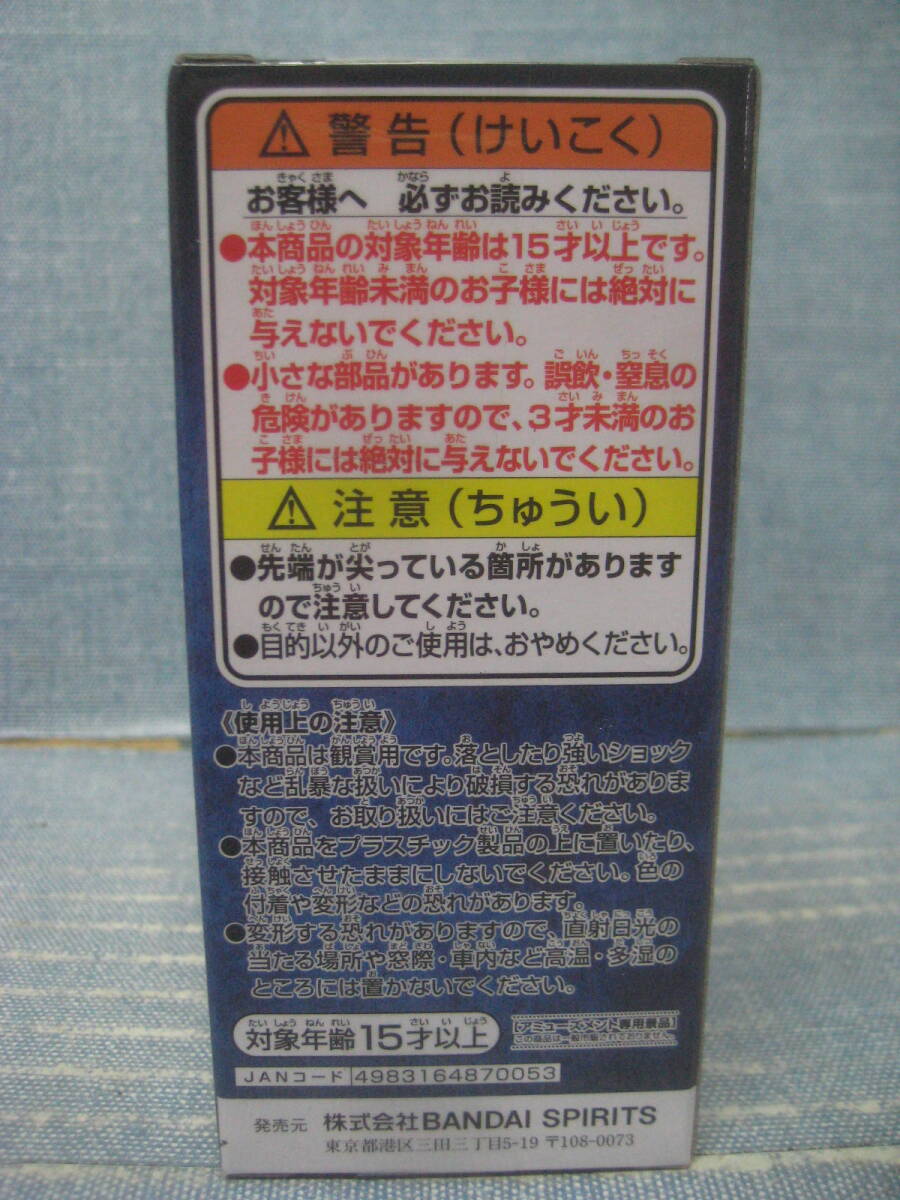 ⚠ 警告（けいこく）
お客様へ 必ずお読みください。
●本商品の対象年齢は15才以上です。
対象年齢未満のお子様には絶対に
与えないでください。
●小さな部品があります。誤飲・窒息の
危険がありますので、3才未満のお
子様には絶対に与えないでください。
⚠ 注意（ちゅうい）
●先端が尖っている箇所があります
ので注意してください。
●目的以外のご使用は、おやめください。
《使用上の注意》
●本商品は観賞用です。落としたり強いショック
など乱暴な扱いにより破損する恐れがありま
すので、お取り扱いにはご注意ください。
●本商品をプラスチック製品の上に置いたり、
接触させたままにしないでください。色の
付着や変形などの恐れがあります。
●変形する恐れがありますので、直射日光の
当たる場所や窓際・車内など高温・多湿の
ところには置かないでください。
対象年齢15才以上
【アミューズメント専用景品】
この商品は一般市販されておりません。
JANコード 4983164870053
発売元 株式会社BANDAI SPIRITS
東京都港区三田三丁目5-19 〒108-0073